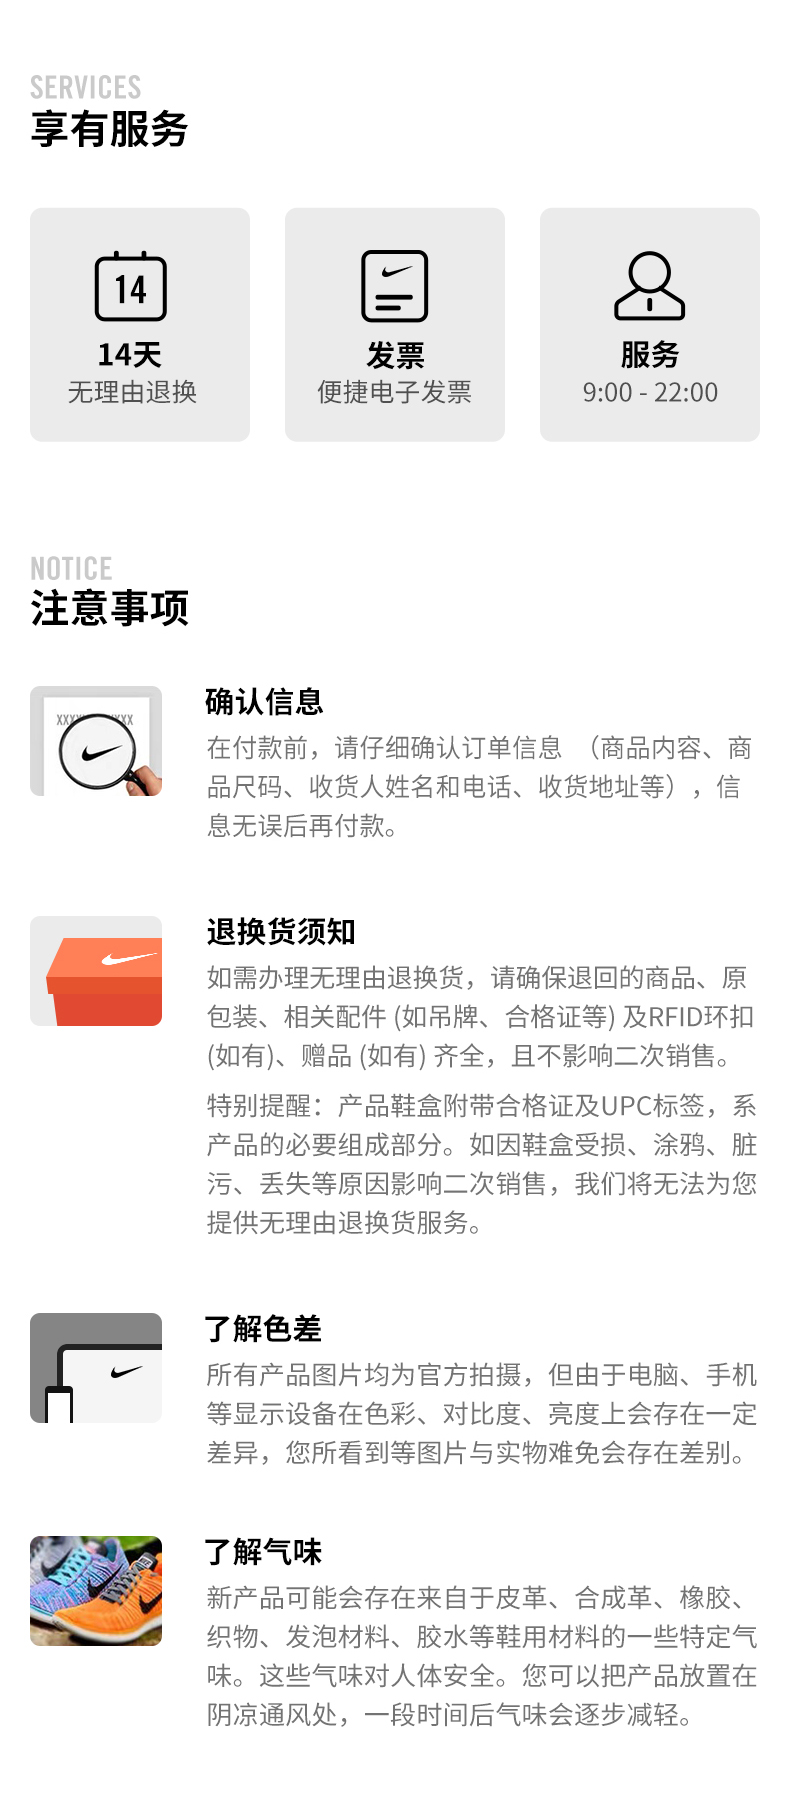 SERVICES
享有服务
14
14天
无理由退换
发票
便捷电子发票
服务
9:00 - 22:00
NOTICE
注意事项
确认信息
在付款前，请仔细确认订单信息 （商品内容、商
品尺码、收货人姓名和电话、收货地址等），信
息无误后再付款。
退换货须知
如需办理无理由退换货，请确保退回的商品、原
包装、相关配件 (如吊牌、合格证等) 及RFID环扣
(如有)、赠品 (如有) 齐全，且不影响二次销售。
特别提醒：产品鞋盒附带合格证及UPC标签，系
产品的必要组成部分。如因鞋盒受损、涂鸦、脏
污、丢失等原因影响二次销售，我们将无法为您
提供无理由退换货服务。
了解色差
所有产品图片均为官方拍摄，但由于电脑、手机
等显示设备在色彩、对比度、亮度上会存在一定
差异，您所看到等图片与实物难免会存在差别。
了解气味
新产品可能会存在来自于皮革、合成革、橡胶、
织物、发泡材料、胶水等鞋用材料的一些特定气
味。这些气味对人体安全。您可以把产品放置在
阴凉通风处，一段时间后气味会逐步减轻。